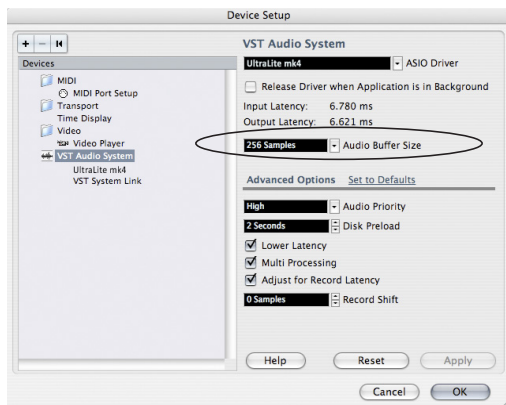 Device Setup
+ –
Devices
MIDI
MIDI Port Setup
Transport
Time Display
Video
Video Player
VST Audio System
UltraLite mk4
VST System Link
VST Audio System
UltraLite mk4 ASIO Driver
Release Driver when Application is in Background
Input Latency: 6.780 ms
Output Latency: 6.621 ms
256 Samples Audio Buffer Size
Advanced Options Set to Defaults
High Audio Priority
2 Seconds Disk Preload
Lower Latency
Multi Processing
Adjust for Record Latency
0 Samples Record Shift
Help Reset Apply
Cancel OK